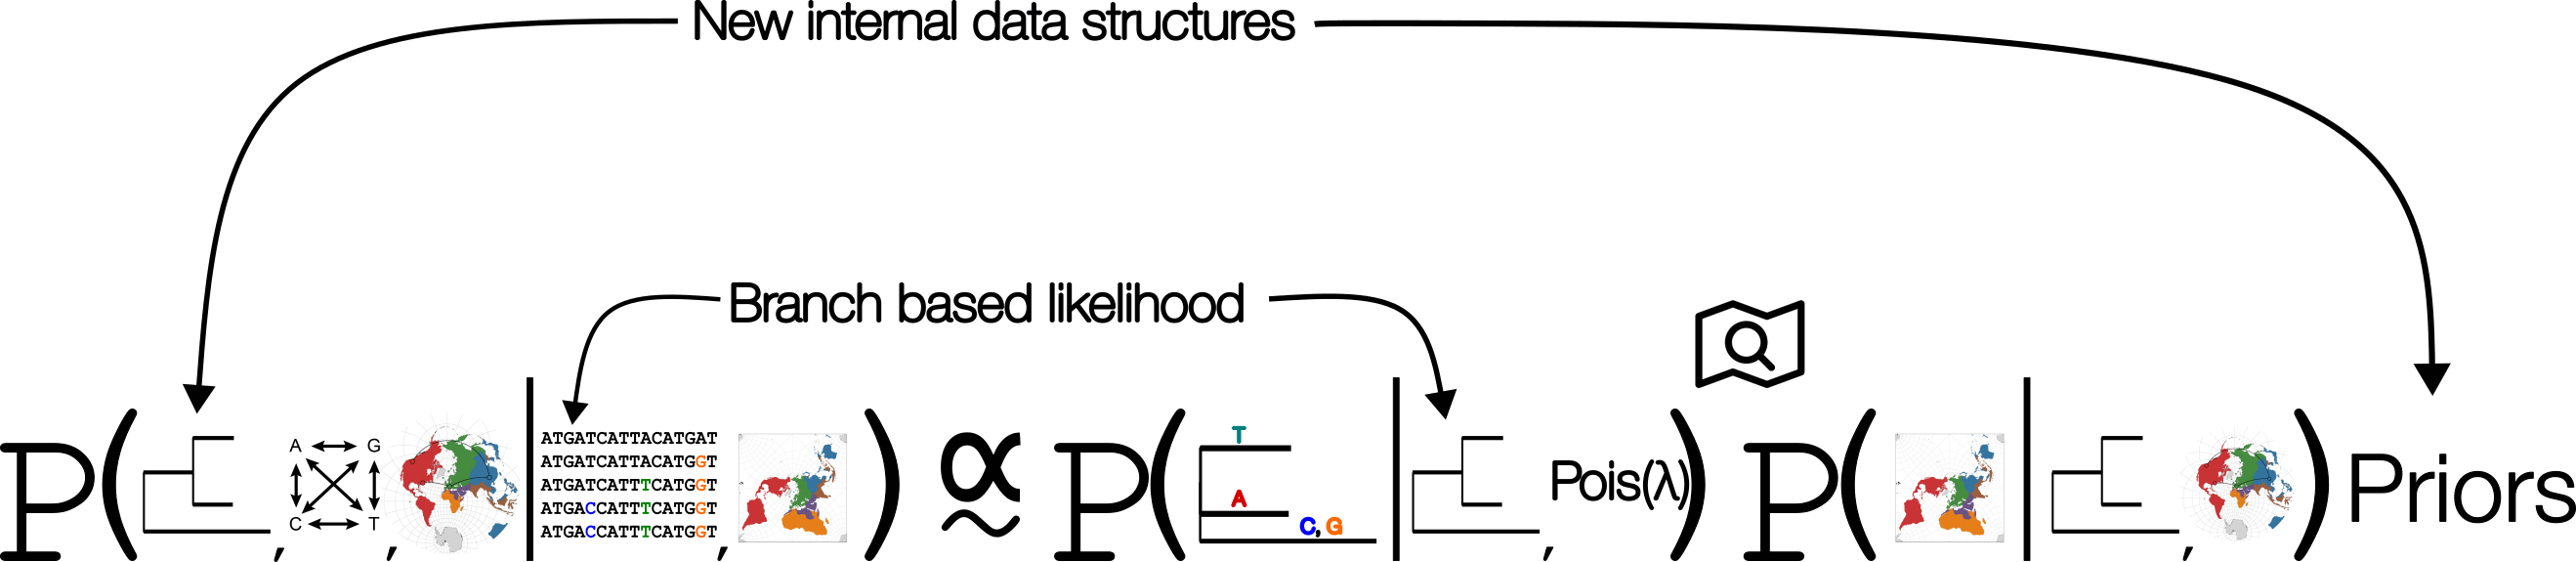 New internal data structures
Branch based likelihood
P( A G C T , , | ATGATCATTACATGAT
ATGATCATTACATGGT
ATGATCATTTCATGGT
ATGACCATTTCATGGT
ATGACCATTTCATGGT , ) ∝ P( T A C, G | , Pois(λ)) P( | , ) Priors